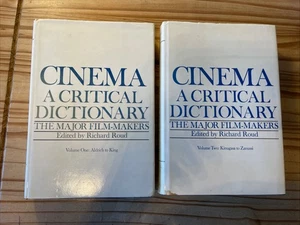 CINEMA
A CRITICAL
DICTIONARY
THE MAJOR FILM-MAKERS
Edited by Richard Roud
Volume One: Aldrich to King
CINEMA
A CRITICAL
DICTIONARY
THE MAJOR FILM-MAKERS
Edited by Richard Roud
Volume Two: Kinugasa to Zanussi